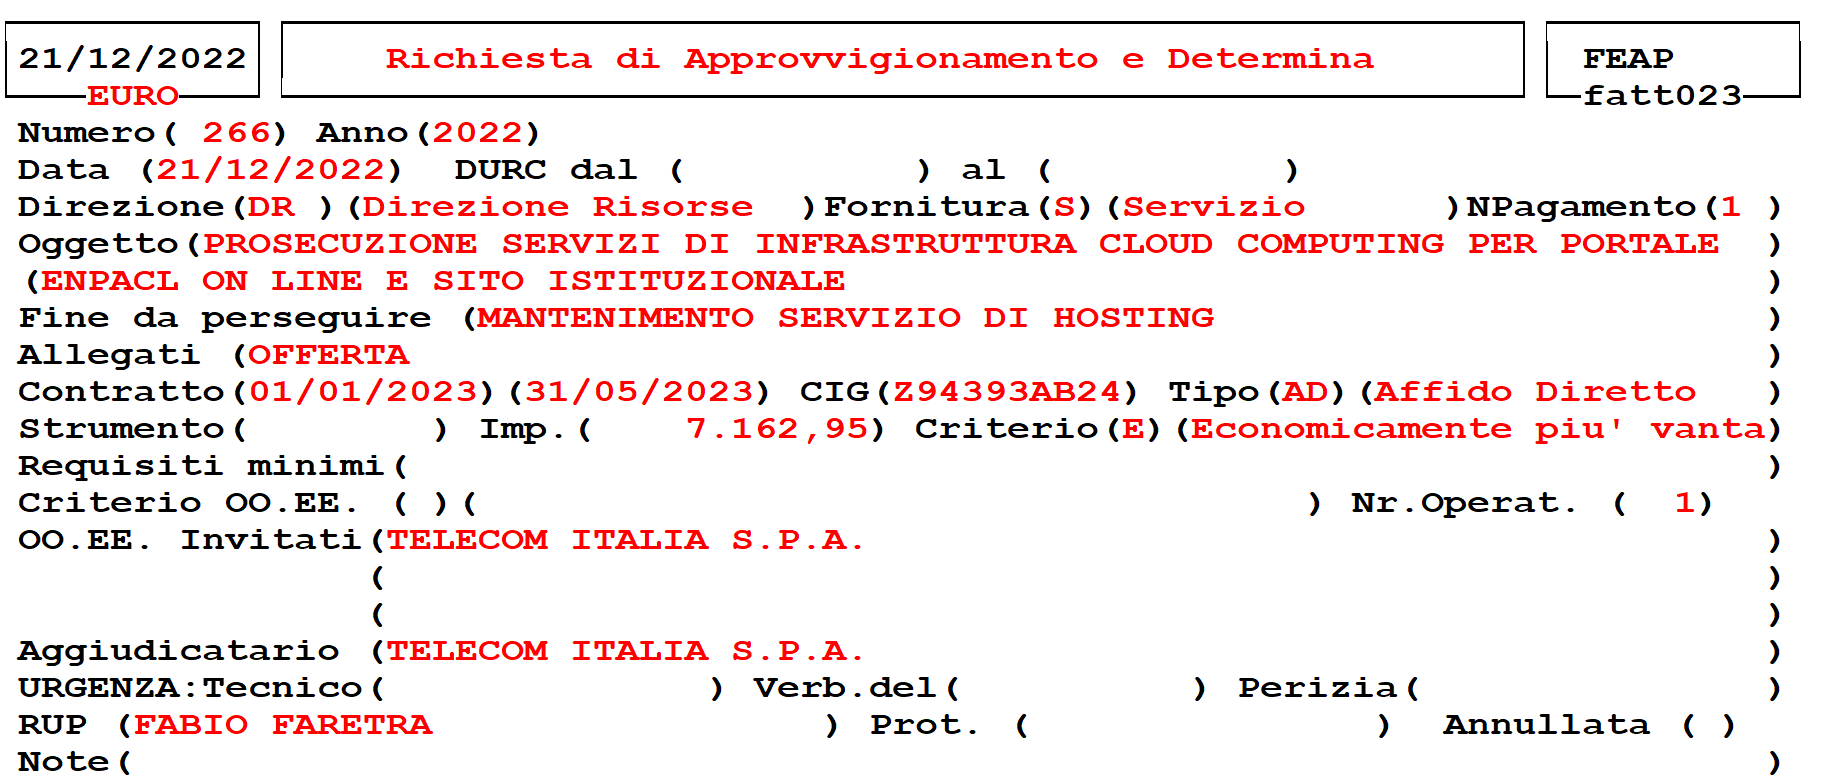 21/12/2022 Richiesta di Approvvigionamento e Determina FEAP
EURO fatt023
Numero( 266) Anno(2022)
Data (21/12/2022) DURC dal ( ) al ( )
Direzione(DR )(Direzione Risorse )Fornitura(S)(Servizio )NPagamento(1 )
Oggetto(PROSECUZIONE SERVIZI DI INFRASTRUTTURA CLOUD COMPUTING PER PORTALE )
(ENPACL ON LINE E SITO ISTITUZIONALE )
Fine da perseguire (MANTENIMENTO SERVIZIO DI HOSTING )
Allegati (OFFERTA )
Contratto(01/01/2023)(31/05/2023) CIG(Z94393AB24) Tipo(AD)(Affido Diretto )
Strumento( ) Imp.( 7.162,95) Criterio(E)(Economicamente piu' vanta)
Requisiti minimi( )
Criterio OO.EE. ( )( ) Nr.Operat. ( 1)
OO.EE. Invitati(TELECOM ITALIA S.P.A. )
( )
( )
Aggiudicatario (TELECOM ITALIA S.P.A. )
URGENZA:Tecnico( ) Verb.del( ) Perizia( )
RUP (FABIO FARETRA ) Prot. ( ) Annullata ( )
Note( )